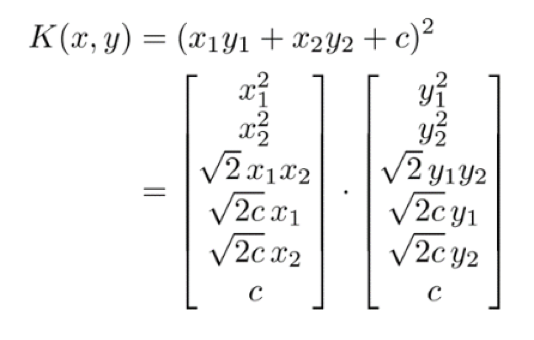 K(x, y) = (x₁y₁ + x₂y₂ + c)²
= [ x₁² ] · [ y₁² ]
[ x₂² ] [ y₂² ]
[ √2 x₁x₂ ] [ √2 y₁y₂ ]
[ √2c x₁ ] [ √2c y₁ ]
[ √2c x₂ ] [ √2c y₂ ]
[ c ] [ c ]